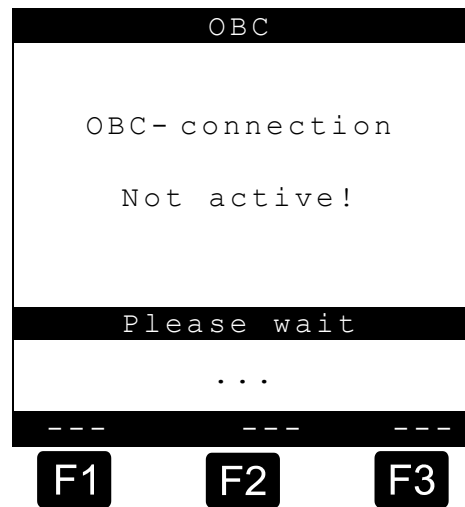 OBC
OBC-connection
Not active!
Please wait
...
--- --- ---
F1 F2 F3